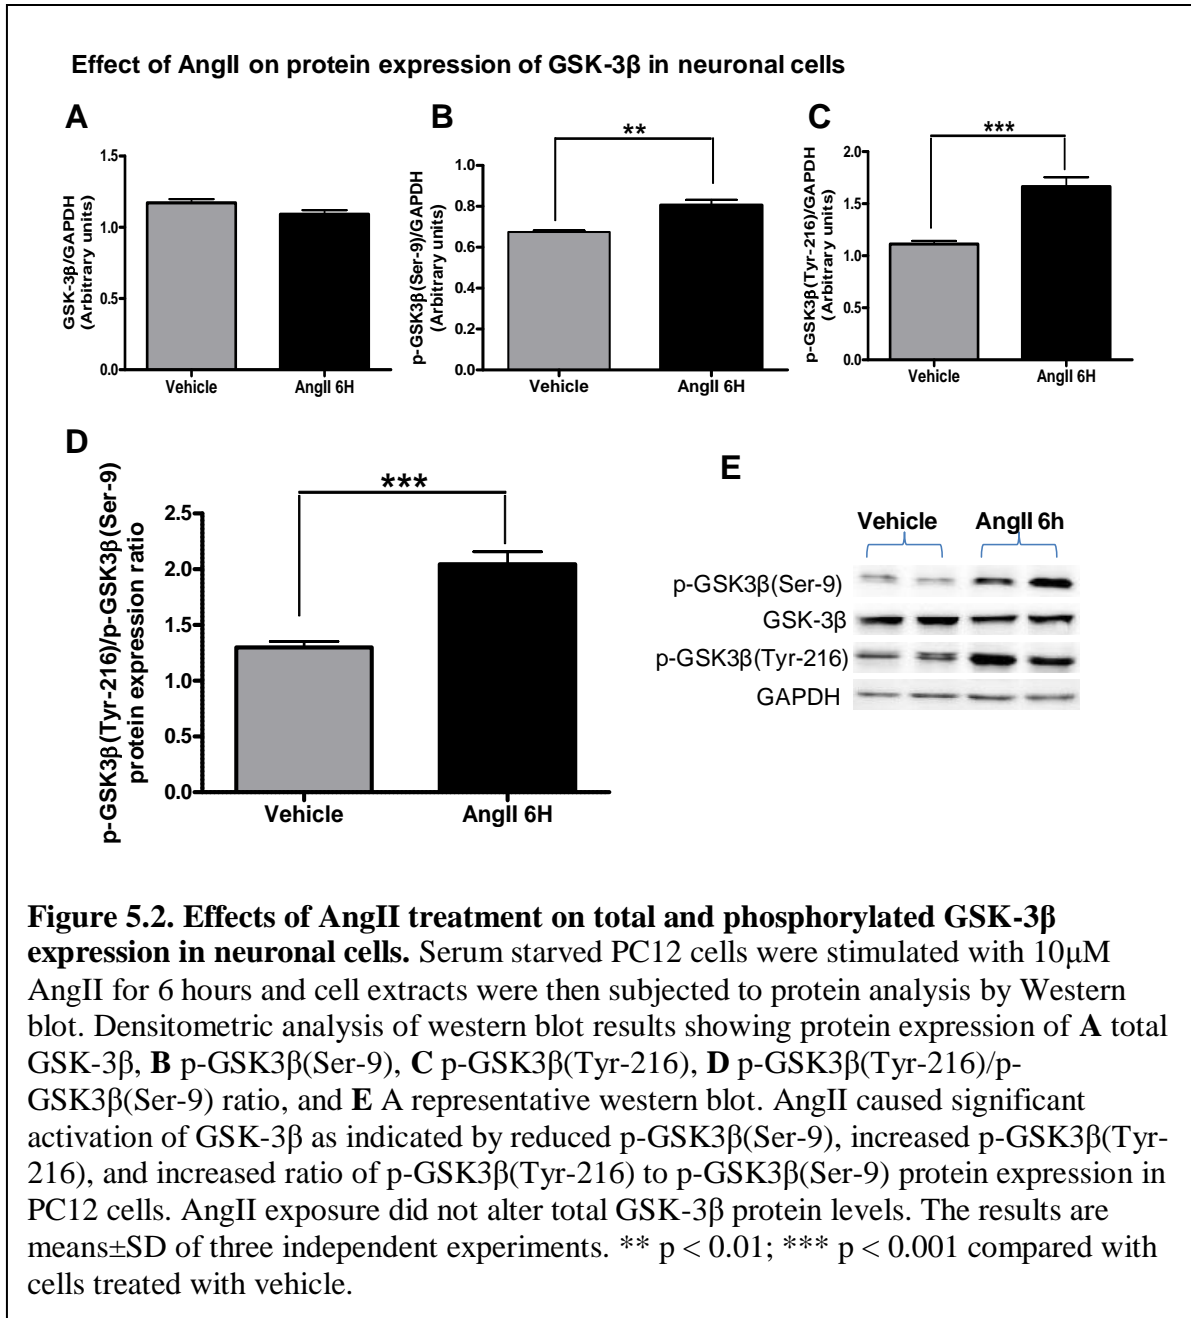 Effect of AngII on protein expression of GSK-3β in neuronal cells
A
GSK-3β/GAPDH
(Arbitrary units)
1.5
1.0
0.5
0.0
Vehicle
AngII 6H
B
p-GSK3β(Ser-9)/GAPDH
(Arbitrary units)
**
1.0
0.8
0.6
0.4
0.2
0.0
Vehicle
AngII 6H
C
p-GSK3β(Tyr-216)/GAPDH
(Arbitrary units)
***
2.0
1.5
1.0
0.5
0.0
Vehicle
AngII 6H
D
p-GSK3β(Tyr-216)/p-GSK3β(Ser-9)
protein expression ratio
***
2.5
2.0
1.5
1.0
0.5
0.0
Vehicle
AngII 6H
E
Vehicle AngII 6h
p-GSK3β(Ser-9)
GSK-3β
p-GSK3β(Tyr-216)
GAPDH
Figure 5.2. Effects of AngII treatment on total and phosphorylated GSK-3β
expression in neuronal cells. Serum starved PC12 cells were stimulated with 10μM
AngII for 6 hours and cell extracts were then subjected to protein analysis by Western
blot. Densitometric analysis of western blot results showing protein expression of A total
GSK-3β, B p-GSK3β(Ser-9), C p-GSK3β(Tyr-216), D p-GSK3β(Tyr-216)/p-
GSK3β(Ser-9) ratio, and E A representative western blot. AngII caused significant
activation of GSK-3β as indicated by reduced p-GSK3β(Ser-9), increased p-GSK3β(Tyr-
216), and increased ratio of p-GSK3β(Tyr-216) to p-GSK3β(Ser-9) protein expression in
PC12 cells. AngII exposure did not alter total GSK-3β protein levels. The results are
means±SD of three independent experiments. ** p < 0.01; *** p < 0.001 compared with
cells treated with vehicle.